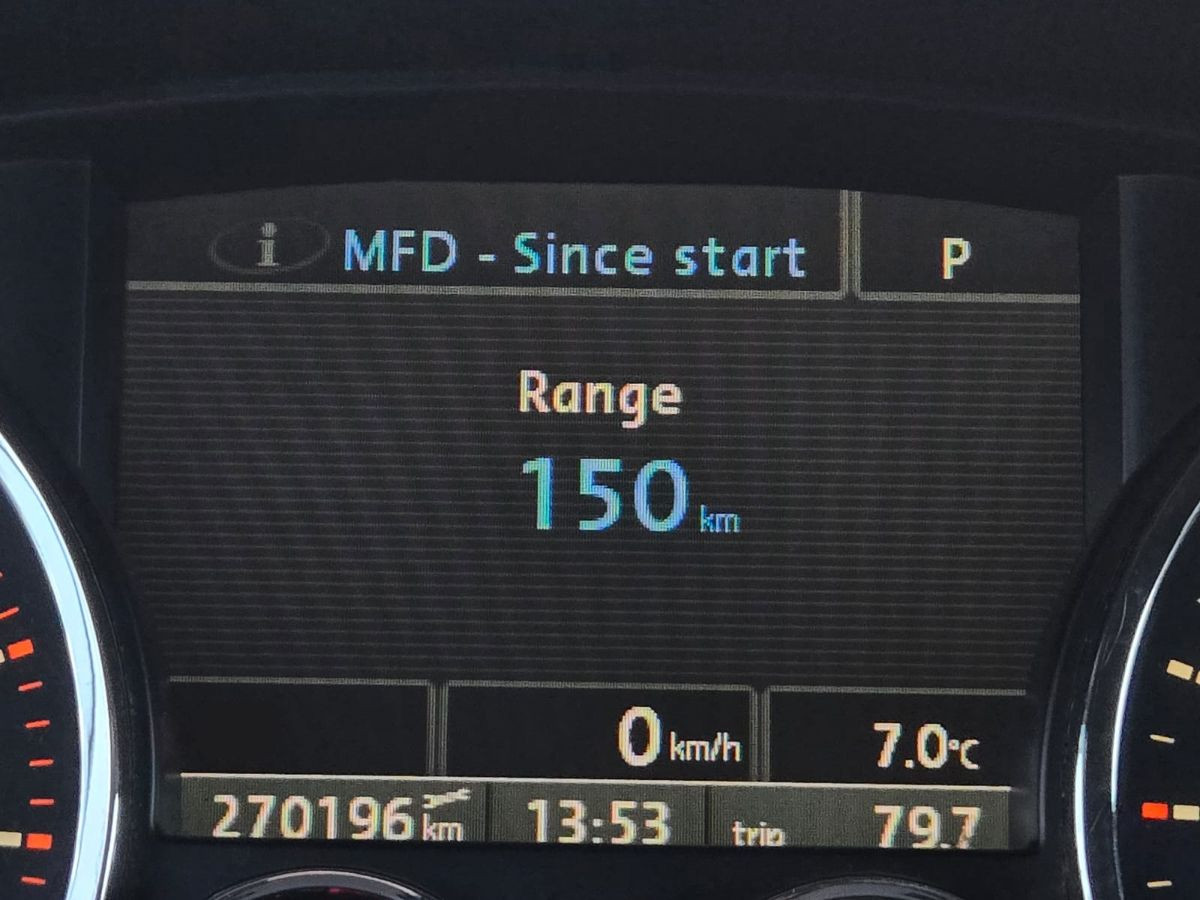 i MFD - Since start P
Range
150 km
0 km/h 7.0°C
270196 km 13:53 trip 79.7